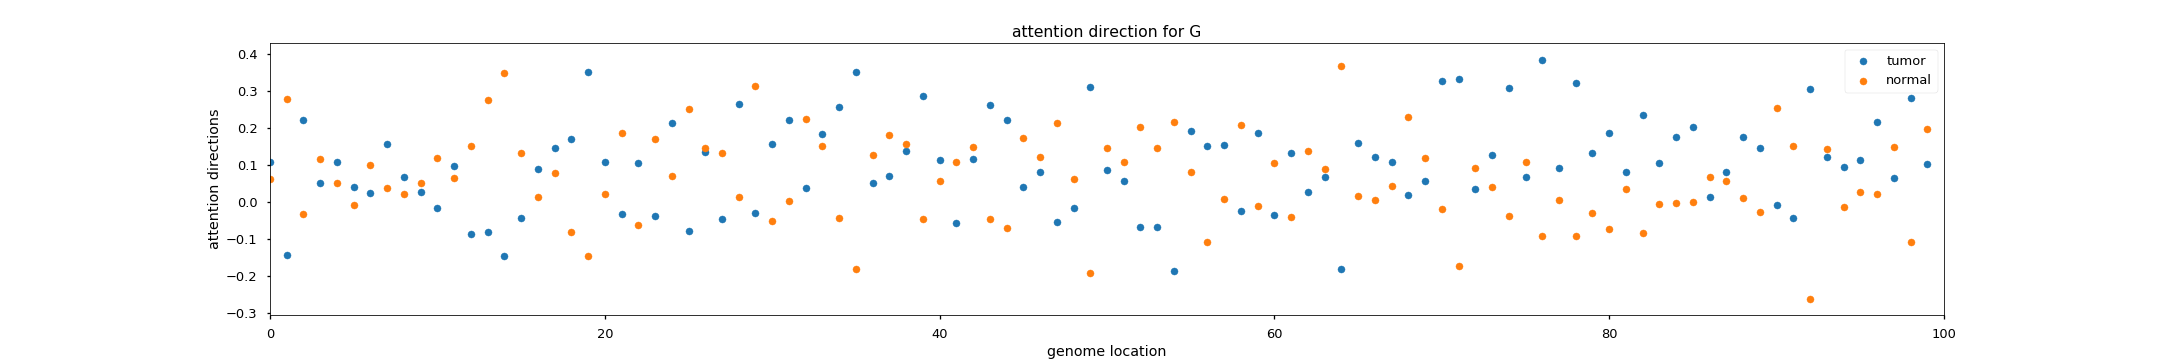 attention direction for G
attention directions
0.4
0.3
0.2
0.1
0.0
−0.1
−0.2
−0.3
tumor
normal
0 20 40 60 80 100
genome location